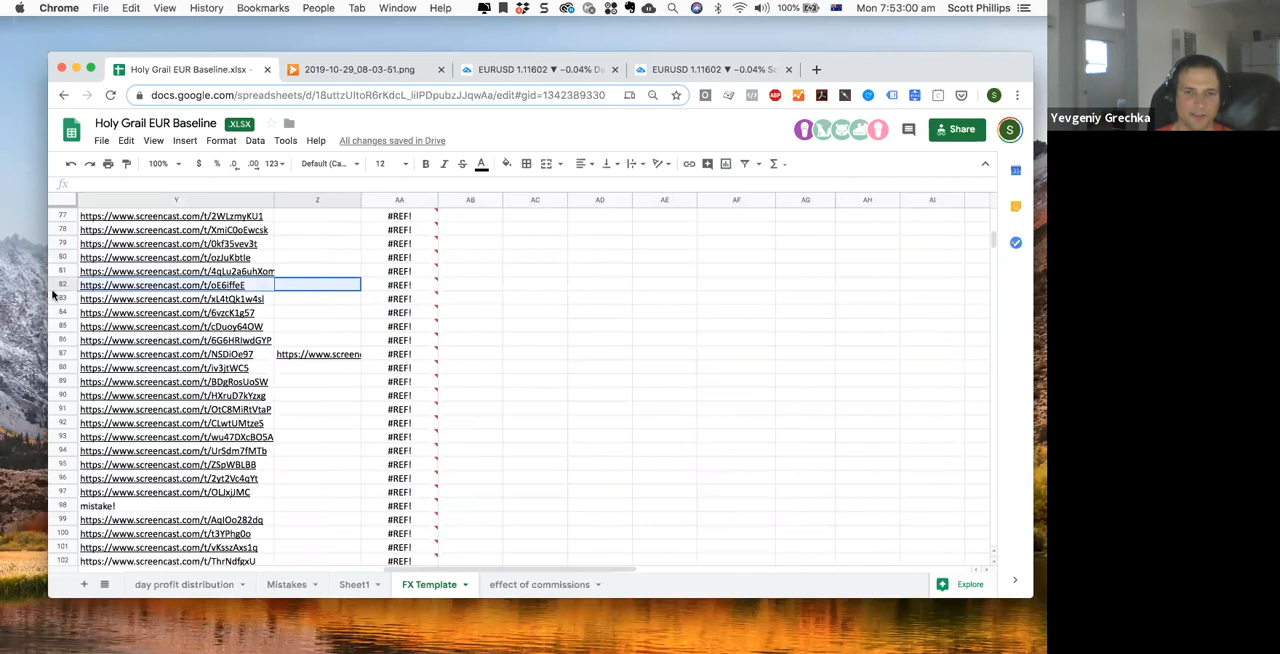 Chrome File Edit View History Bookmarks People Tab Window Help 100% Mon 7:53:00 am Scott Phillips
Holy Grail EUR Baseline.xlsx - 2019-10-29_08-03-51.png EURUSD 1.11602 ▼ −0.04% D EURUSD 1.11602 ▼ −0.04% S
Yevgeniy Grechka
Holy Grail EUR Baseline .XLSX
Share
File Edit View Insert Format Data Tools Help All changes saved in Drive
100% $ % .0 .00 123 Default (Ca... 12 B I S A
fx
Y Z AA AB AC AD AE AF AG AH AI
77 https://www.screencast.com/t/2WLzmyKU1 #REF!
78 https://www.screencast.com/t/XmiC0oEwcsk #REF!
79 https://www.screencast.com/t/0kf35vev3t #REF!
80 https://www.screencast.com/t/ozJuKbtle #REF!
81 https://www.screencast.com/t/4qLu2a6uhXom #REF!
82 https://www.screencast.com/t/oE6iffeE #REF!
83 https://www.screencast.com/t/xL4tQk1w4sl #REF!
84 https://www.screencast.com/t/6vzcK1g57 #REF!
85 https://www.screencast.com/t/cDuoy64OW #REF!
86 https://www.screencast.com/t/6G6HRIwdGYP #REF!
87 https://www.screencast.com/t/NSDiOe97 https://www.screen #REF!
88 https://www.screencast.com/t/iv3jtWC5 #REF!
89 https://www.screencast.com/t/BDgRosUoSW #REF!
90 https://www.screencast.com/t/HXruD7kYzxg #REF!
91 https://www.screencast.com/t/OtC8MiRtVtaP #REF!
92 https://www.screencast.com/t/CLwtUMtzeS #REF!
93 https://www.screencast.com/t/wu47DXcBO5A #REF!
94 https://www.screencast.com/t/UrSdm7fMTb #REF!
95 https://www.screencast.com/t/ZSpWBLBB #REF!
96 https://www.screencast.com/t/2yt2Vc4qYt #REF!
97 https://www.screencast.com/t/OLJxjJMC #REF!
98 mistake! #REF!
99 https://www.screencast.com/t/AqIOo282dq #REF!
100 https://www.screencast.com/t/t3YPhg0o #REF!
101 https://www.screencast.com/t/vKsszAxs1q #REF!
102 https://www.screencast.com/t/ThrNdfgxU #REF!
day profit distribution Mistakes Sheet1 FX Template effect of commissions Explore